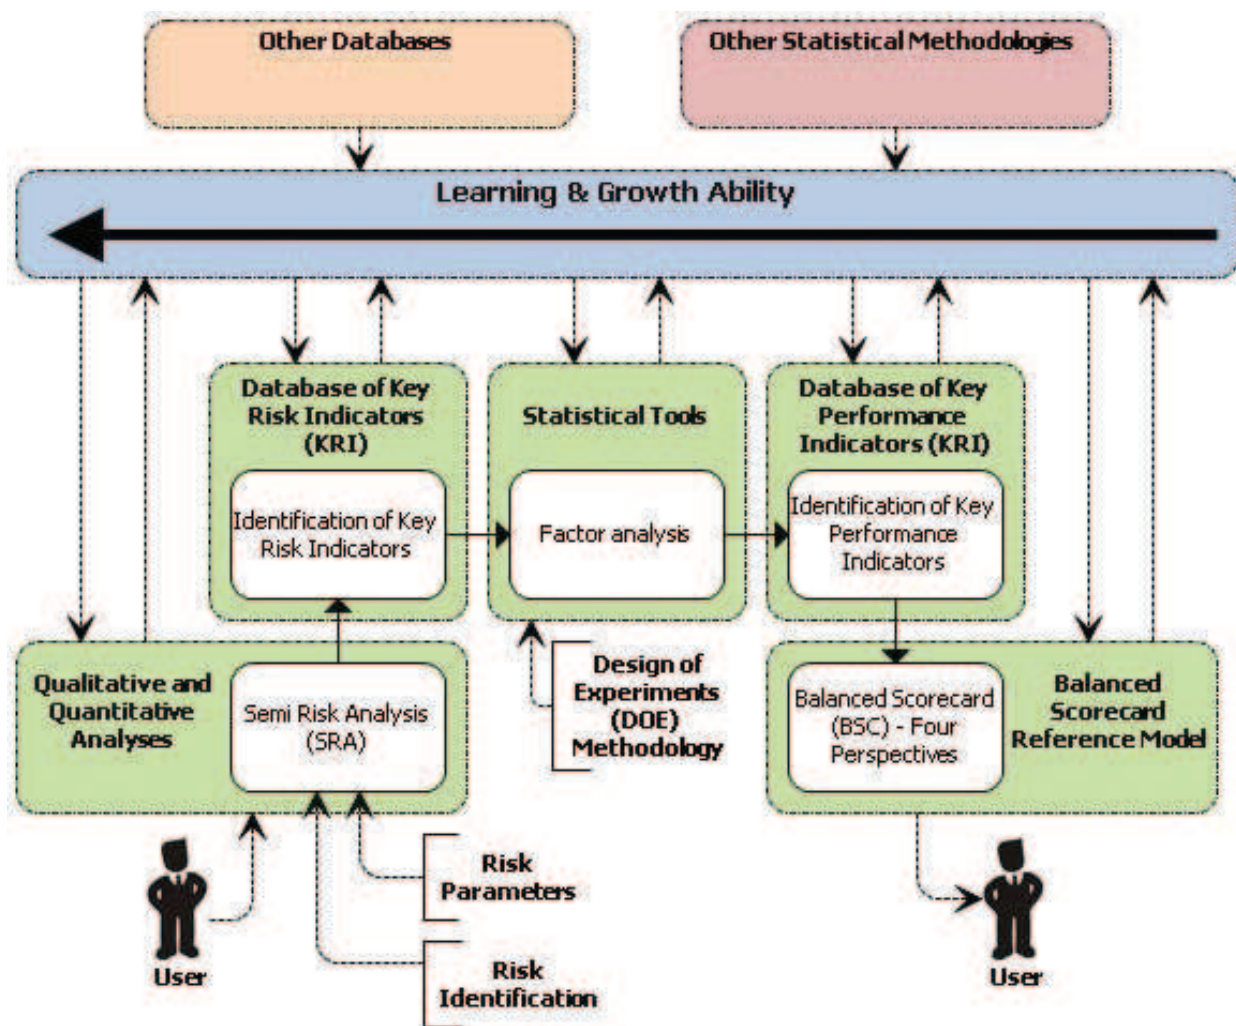 Other Databases
Other Statistical Methodologies
Learning & Growth Ability
Database of Key
Risk Indicators
(KRI)
Identification of Key
Risk Indicators
Statistical Tools
Factor analysis
Database of Key
Performance
Indicators (KRI)
Identification of Key
Performance
Indicators
Qualitative and
Quantitative
Analyses
Semi Risk Analysis
(SRA)
Design of
Experiments
(DOE)
Methodology
Balanced Scorecard
(BSC) - Four
Perspectives
Balanced
Scorecard
Reference Model
User
Risk
Parameters
Risk
Identification
User